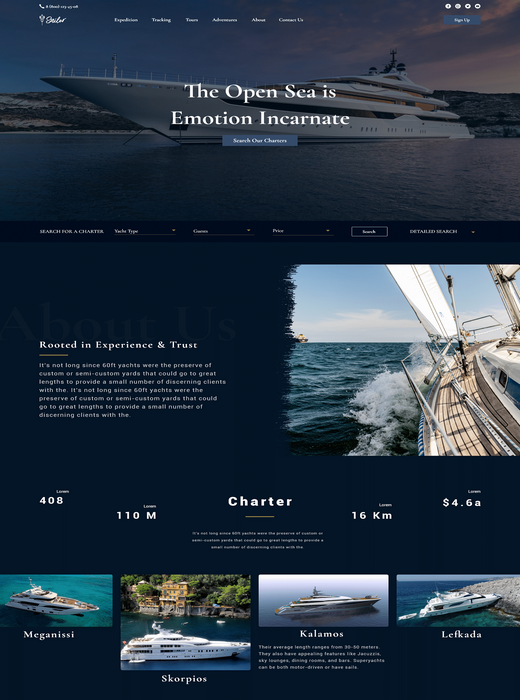 8 (800) 123-45-08
Sailor
Expedition Tracking Tours Adventures About Contact Us
Sign Up
The Open Sea is
Emotion Incarnate
Search Our Charters
SEARCH FOR A CHARTER Yacht Type Guests Price Search DETAILED SEARCH
About Us
Rooted in Experience & Trust
It's not long since 60ft yachts were the preserve of
custom or semi-custom yards that could go to great
lengths to provide a small number of discerning clients
with the. It's not long since 60ft yachts were the
preserve of custom or semi-custom yards that could
go to great lengths to provide a small number of
discerning clients with the.
Lorem
408
Lorem
110 M
Charter
It's not long since 60ft yachts were the preserve of custom or
semi-custom yards that could go to great lengths to provide a
small number of discerning clients with the.
Lorem
16 Km
Lorem
$4.6a
Meganissi
Skorpios
Kalamos
Their average length ranges from 30-50 meters.
They also have appealing features like Jacuzzis,
sky lounges, dining rooms, and bars. Superyachts
can be both motor-driven or have sails.
Lefkada